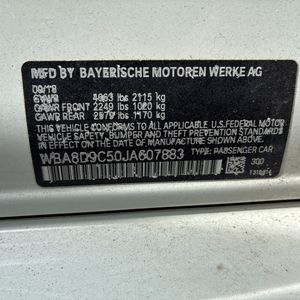 MFD BY BAYERISCHE MOTOREN WERKE AG
09/18
GVWR 4663 lbs 2115 kg
GAWR FRONT 2249 lbs 1020 kg
GAWR REAR 2579 lbs 1170 kg
THIS VEHICLE CONFORMS TO ALL APPLICABLE
FEDERAL MOTOR VEHICLE SAFETY,
BUMPER, AND THEFT PREVENTION STANDARDS
IN EFFECT ON THE DATE OF MANUFACTURE
SHOWN ABOVE.
WBA8D9C50JA607883
TYPE: PASSENGER CAR
300